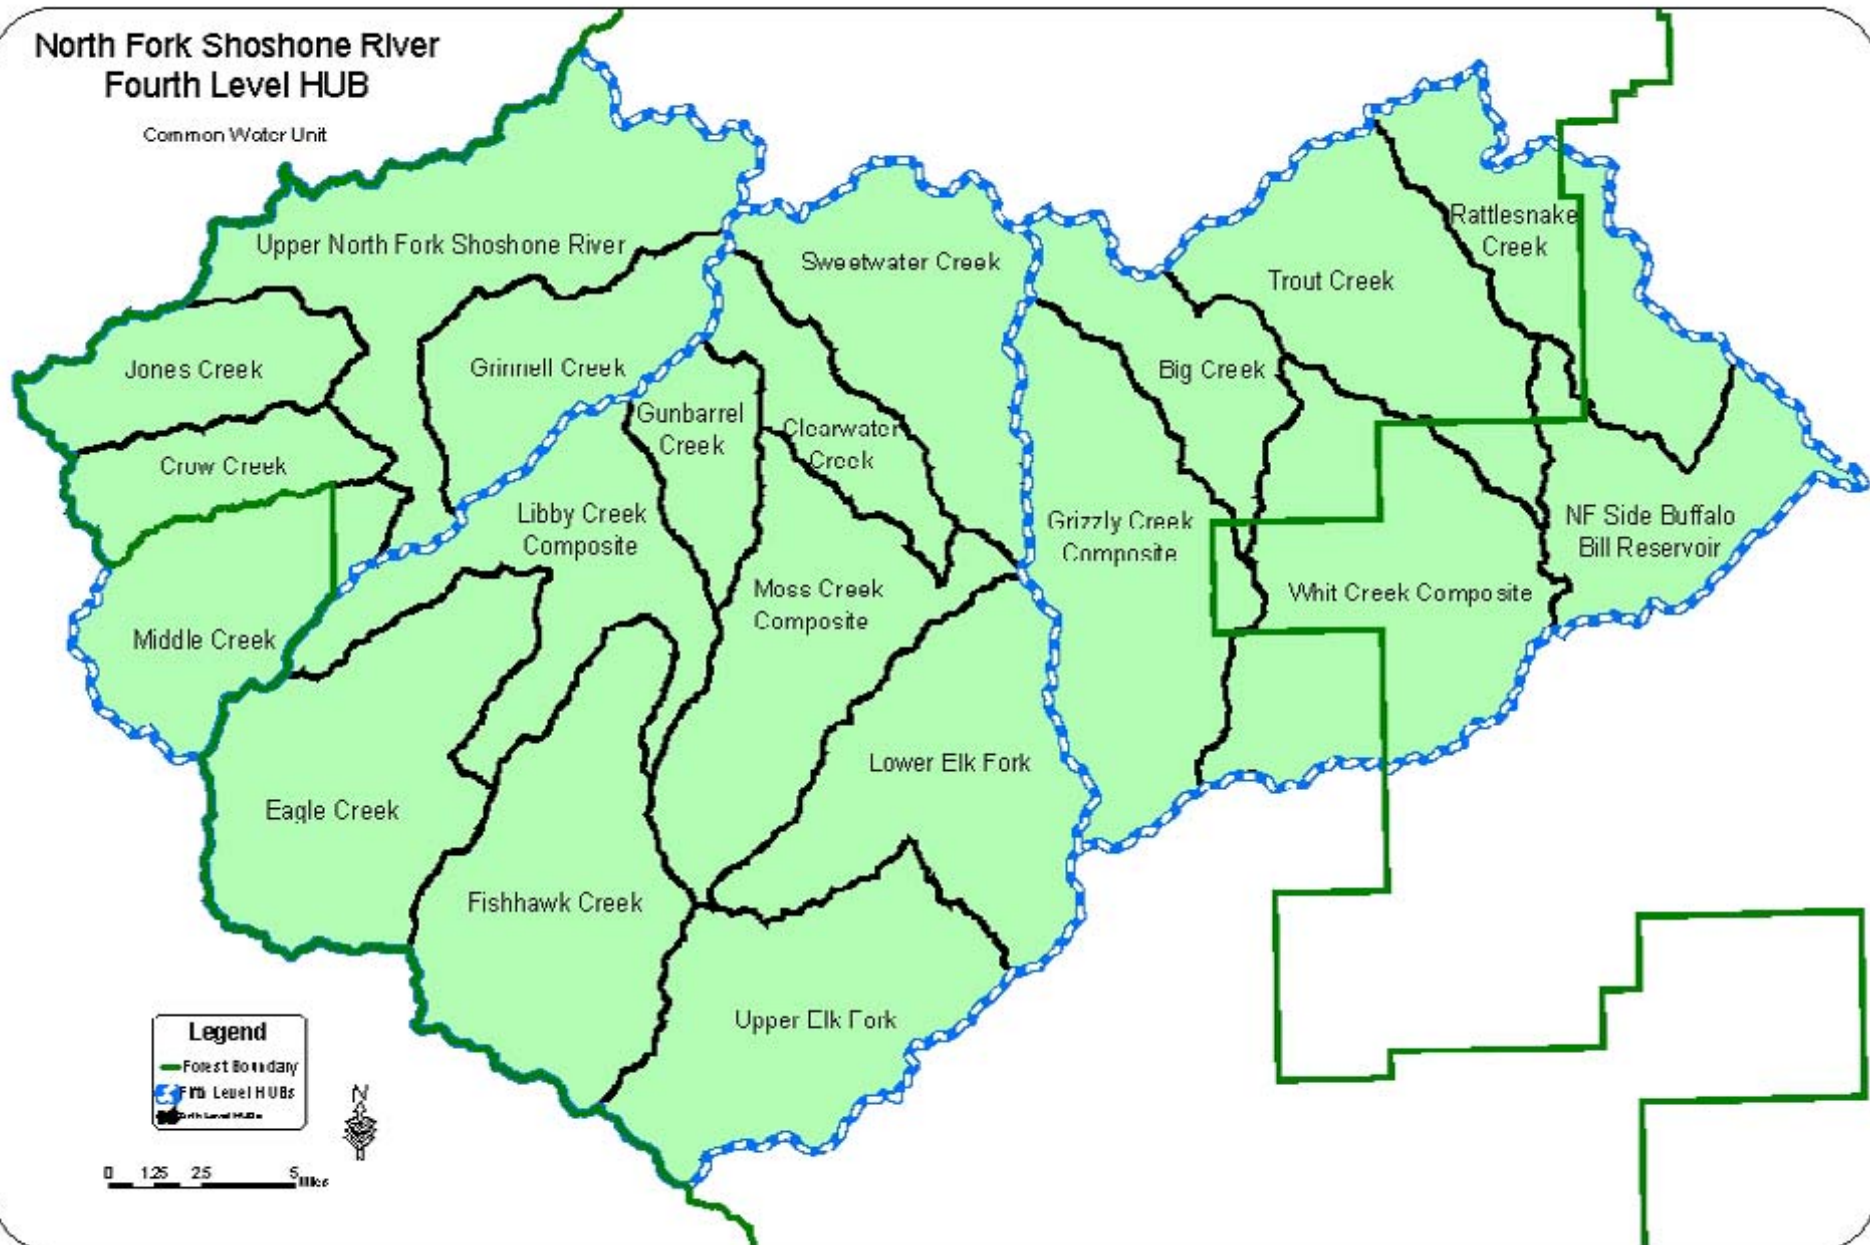 North Fork Shoshone River
Fourth Level HUB
Common Water Unit
Upper North Fork Shoshone River
Sweetwater Creek
Rattlesnake
Creek
Trout Creek
Jones Creek
Grinnell Creek
Big Creek
Gunbarrel
Creek
Clearwater
Creek
Crow Creek
Libby Creek
Composite
Grizzly Creek
Composite
NF Side Buffalo
Bill Reservoir
Moss Creek
Composite
Whit Creek Composite
Middle Creek
Lower Elk Fork
Eagle Creek
Fishhawk Creek
Upper Elk Fork
Legend
Forest Boundary
Fifth Level HUBs
Level HUBs
N
0 1.25 2.5 5 Miles